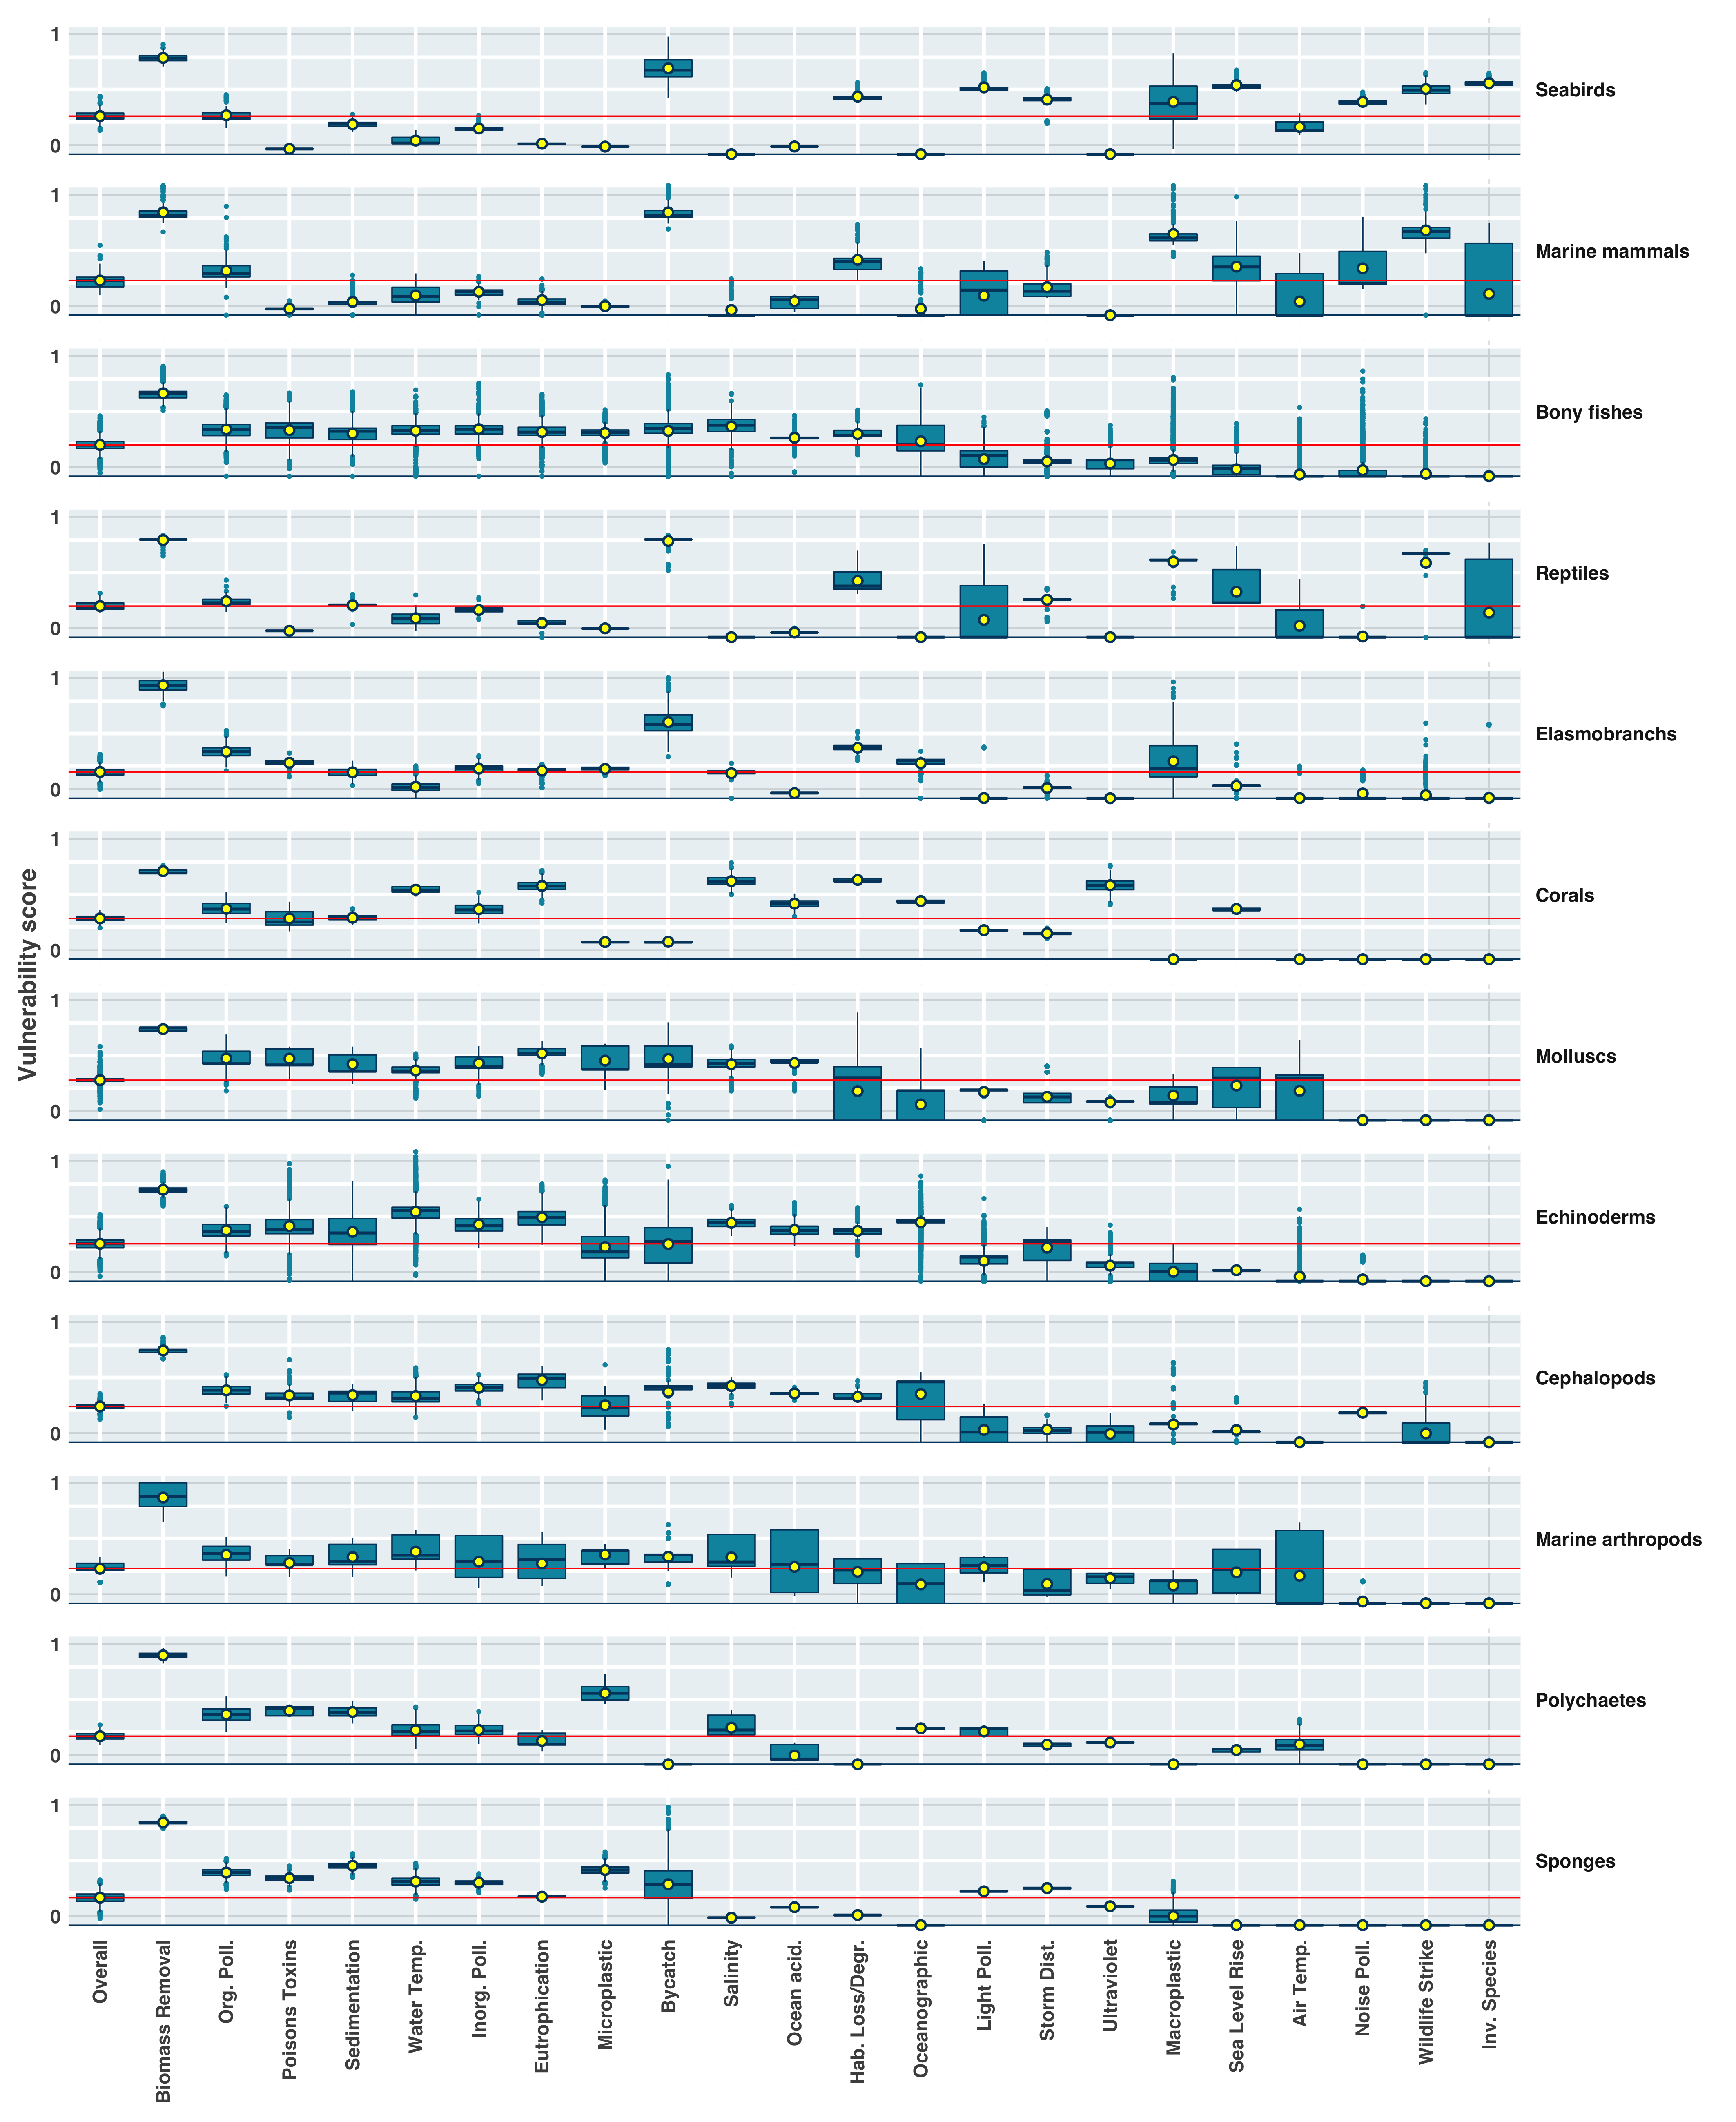 Vulnerability score
1
0
Seabirds
1
0
Marine mammals
1
0
Bony fishes
1
0
Reptiles
1
0
Elasmobranchs
1
0
Corals
1
0
Molluscs
1
0
Echinoderms
1
0
Cephalopods
1
0
Marine arthropods
1
0
Polychaetes
1
0
Sponges
Overall
Biomass Removal
Org. Poll.
Poisons Toxins
Sedimentation
Water Temp.
Inorg. Poll.
Eutrophication
Microplastic
Bycatch
Salinity
Ocean acid.
Hab. Loss/Degr.
Oceanographic
Light Poll.
Storm Dist.
Ultraviolet
Macroplastic
Sea Level Rise
Air Temp.
Noise Poll.
Wildlife Strike
Inv. Species